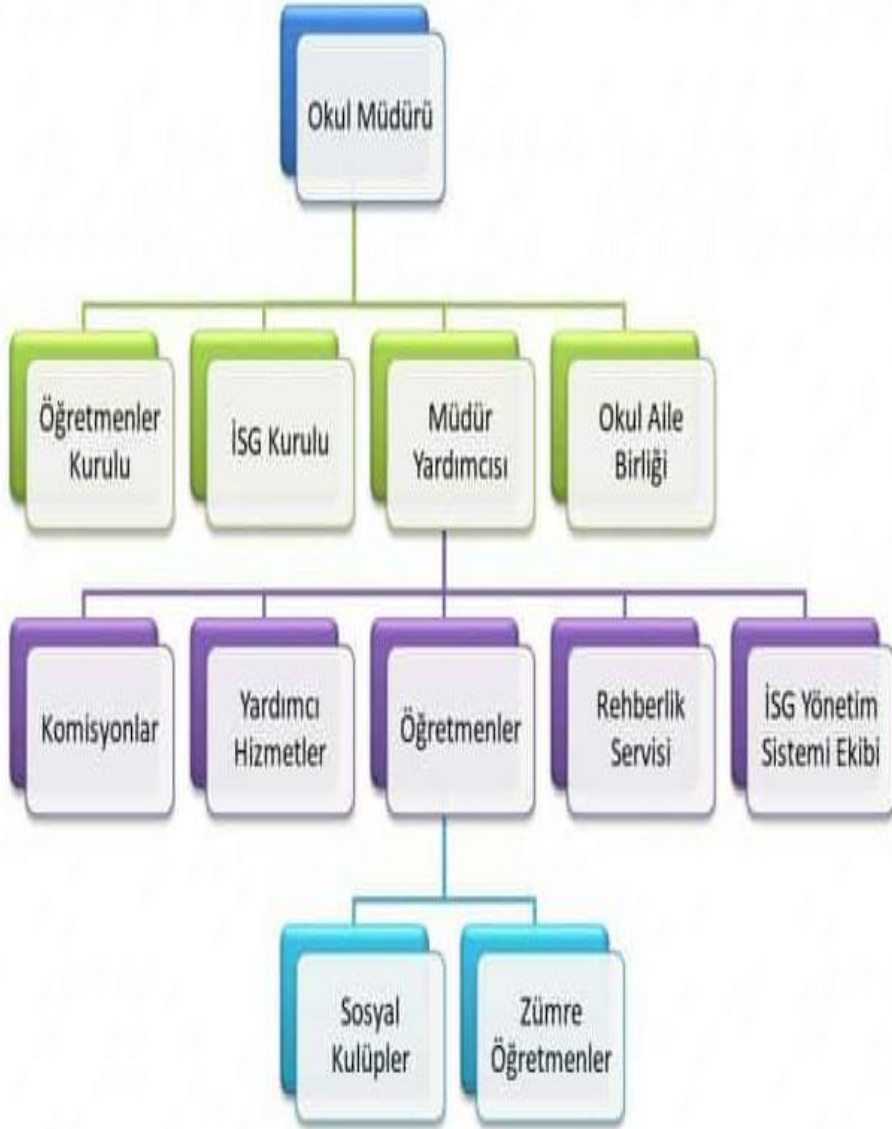 Okul Müdürü
Öğretmenler
Kurulu
İSG Kurulu
Müdür
Yardımcısı
Okul Aile
Birliği
Komisyonlar
Yardımcı
Hizmetler
Öğretmenler
Rehberlik
Servisi
İSG Yönetim
Sistemi Ekibi
Sosyal
Kulüpler
Zümre
Öğretmenler